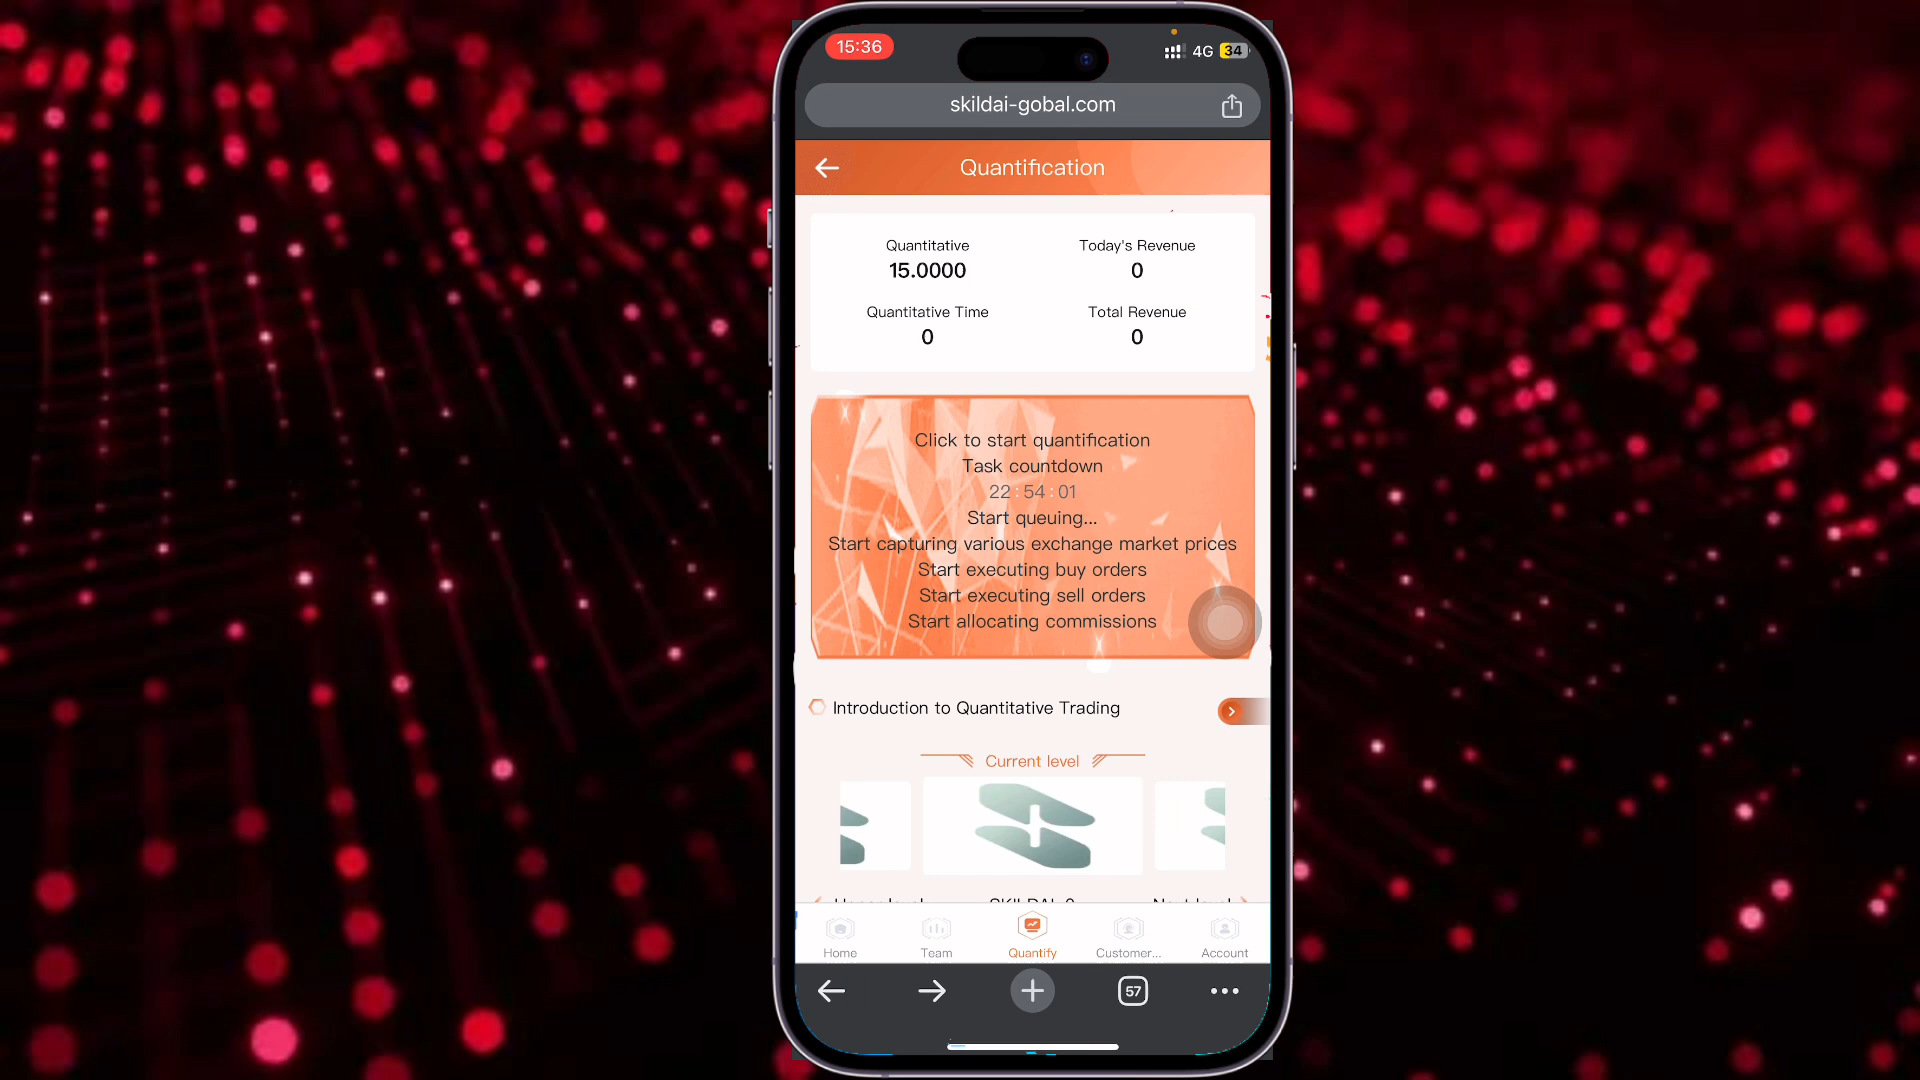 15:36
4G 34
skildai-gobal.com
Quantification
Quantitative Today's Revenue
15.0000 0
Quantitative Time Total Revenue
0 0
Click to start quantification
Task countdown
22 : 54 : 01
Start queuing...
Start capturing various exchange market prices
Start executing buy orders
Start executing sell orders
Start allocating commissions
Introduction to Quantitative Trading
Current level
Home Team Quantify Customer... Account
57